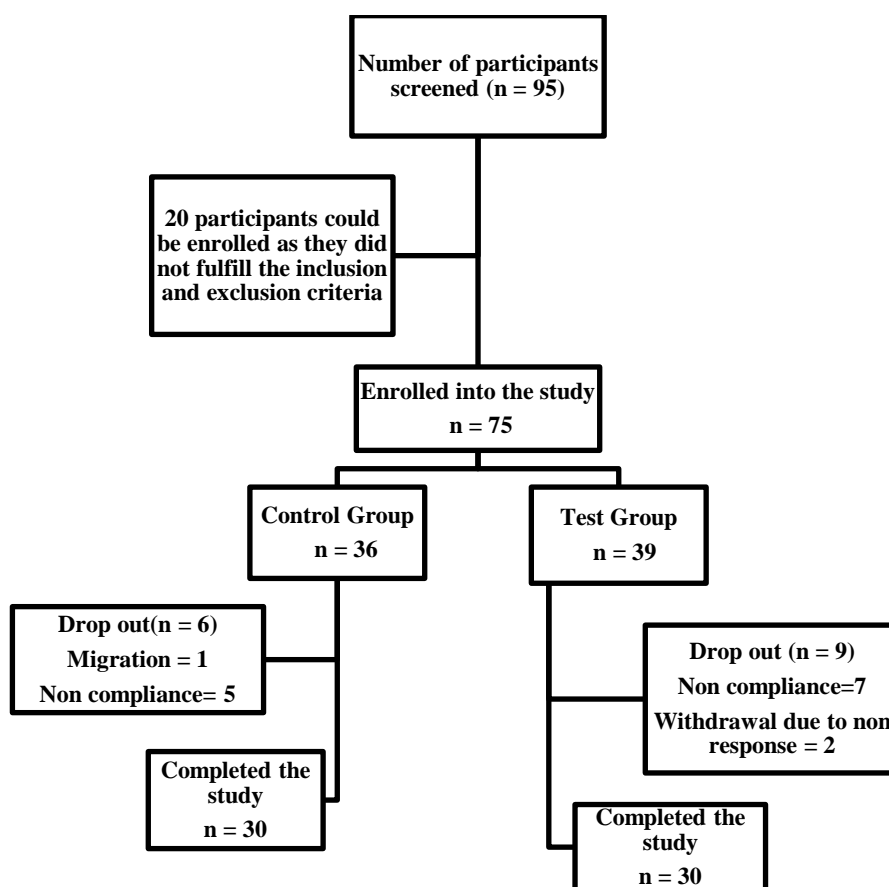 Number of participants
screened (n = 95)
20 participants could
be enrolled as they did
not fulfill the inclusion
and exclusion criteria
Enrolled into the study
n = 75
Control Group
n = 36
Test Group
n = 39
Drop out(n = 6)
Migration = 1
Non compliance= 5
Drop out (n = 9)
Non compliance=7
Withdrawal due to non
response = 2
Completed the
study
n = 30
Completed the
study
n = 30